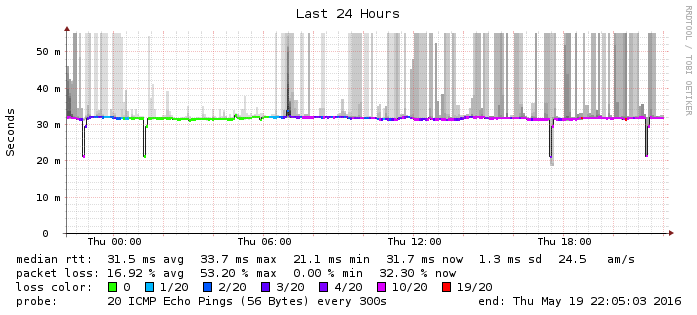 Last 24 Hours
RRDTOOL / TOBI OETIKER
Seconds
50 m
40 m
30 m
20 m
10 m
0
Thu 00:00 Thu 06:00 Thu 12:00 Thu 18:00
median rtt: 31.5 ms avg 33.7 ms max 21.1 ms min 31.7 ms now 1.3 ms sd 24.5 am/s
packet loss: 16.92 % avg 53.20 % max 0.00 % min 32.30 % now
loss color: 0 1/20 2/20 3/20 4/20 10/20 19/20
probe: 20 ICMP Echo Pings (56 Bytes) every 300s end: Thu May 19 22:05:03 2016